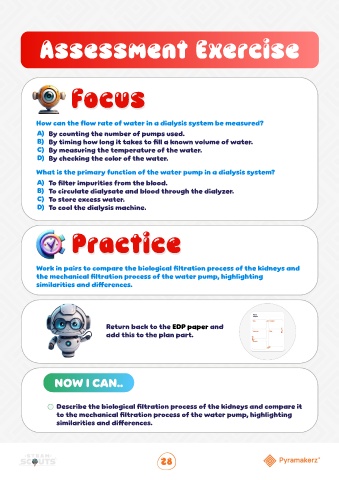 Assessment Exercise
Focus
How can the flow rate of water in a dialysis system be measured?
A) By counting the number of pumps used.
B) By timing how long it takes to fill a known volume of water.
C) By measuring the temperature of the water.
D) By checking the color of the water.
What is the primary function of the water pump in a dialysis system?
A) To filter impurities from the blood.
B) To circulate dialysate and blood through the dialyzer.
C) To store excess water.
D) To cool the dialysis machine.
Practice
Work in pairs to compare the biological filtration process of the kidneys and
the mechanical filtration process of the water pump, highlighting
similarities and differences.
Return back to the EDP paper and
add this to the plan part.
NOW I CAN..
Describe the biological filtration process of the kidneys and compare it
to the mechanical filtration process of the water pump, highlighting
similarities and differences.
STEAM
SCOUTS
28
Pyramakerz